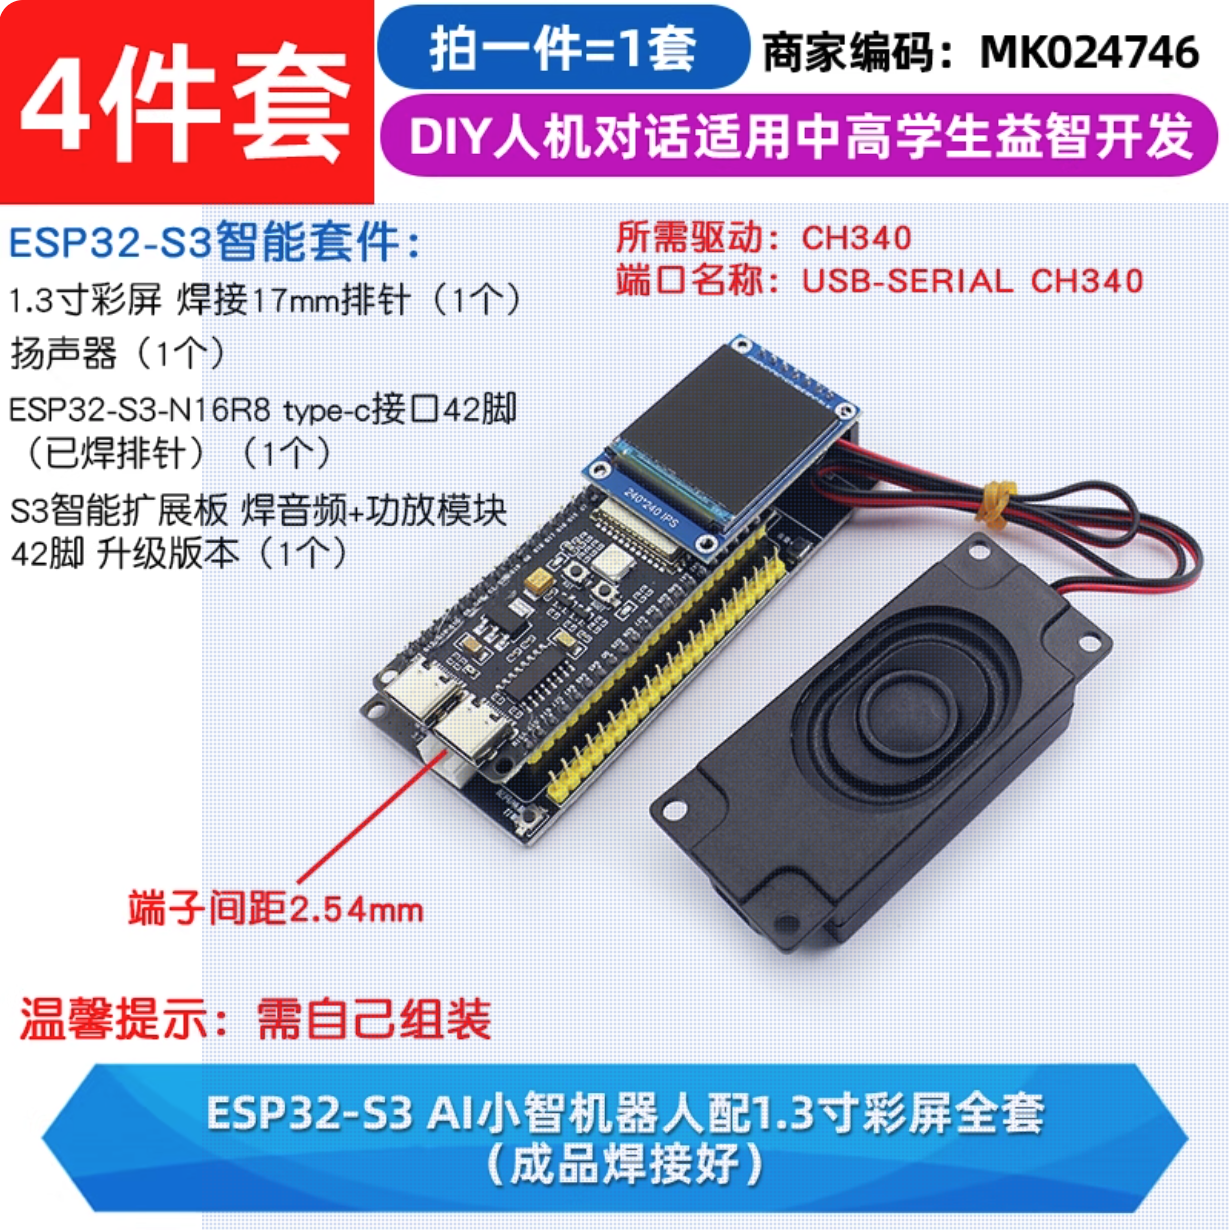 4件套
拍一件=1套
商家编码：MK024746
DIY人机对话适用中高学生益智开发
ESP32-S3智能套件：
1.3寸彩屏 焊接17mm排针（1个）
扬声器（1个）
ESP32-S3-N16R8 type-c接口42脚
（已焊排针）（1个）
S3智能扩展板 焊音频+功放模块
42脚 升级版本（1个）
所需驱动：CH340
端口名称：USB-SERIAL CH340
240*240 IPS
端子间距2.54mm
温馨提示：需自己组装
ESP32-S3 AI小智机器人配1.3寸彩屏全套
（成品焊接好）